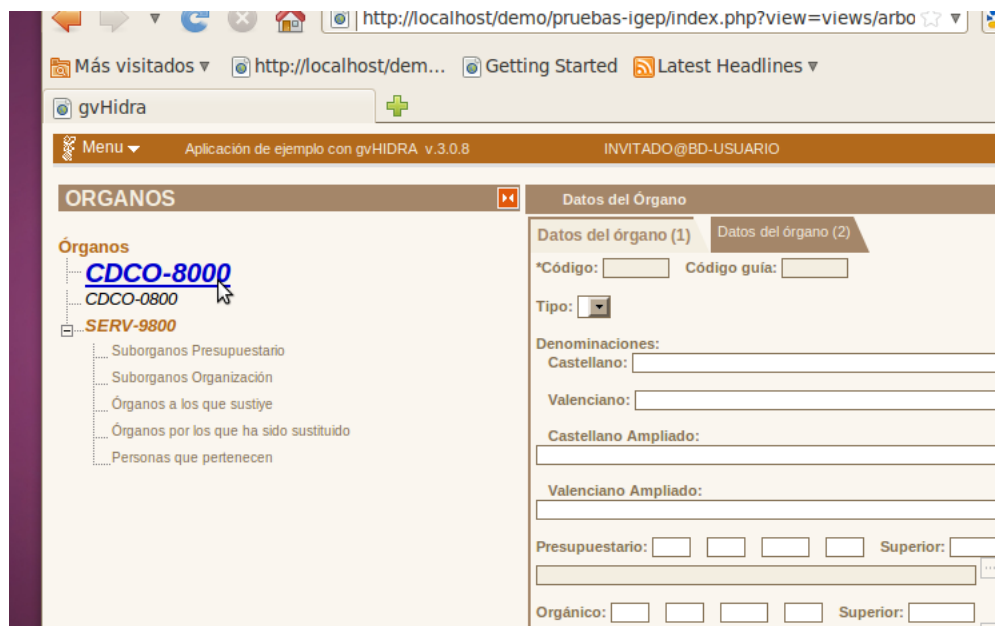 http://localhost/demo/pruebas-igep/index.php?view=views/arbo
Más visitados
http://localhost/dem...
Getting Started
Latest Headlines
gvHidra
Menu
Aplicación de ejemplo con gvHIDRA v.3.0.8
INVITADO@BD-USUARIO
ORGANOS
Órganos
CDCO-8000
CDCO-0800
SERV-9800
Suborganos Presupuestario
Suborganos Organización
Órganos a los que sustiye
Órganos por los que ha sido sustituido
Personas que pertenecen
Datos del Órgano
Datos del órgano (1)
Datos del órgano (2)
*Código:
Código guía:
Tipo:
Denominaciones:
Castellano:
Valenciano:
Castellano Ampliado:
Valenciano Ampliado:
Presupuestario:
Superior:
...
Orgánico:
Superior: